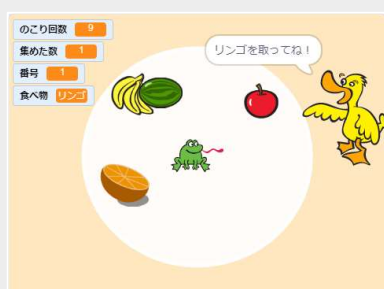 のこり回数 9
集めた数 1
番号 1
食べ物 リンゴ
リンゴを取ってね！